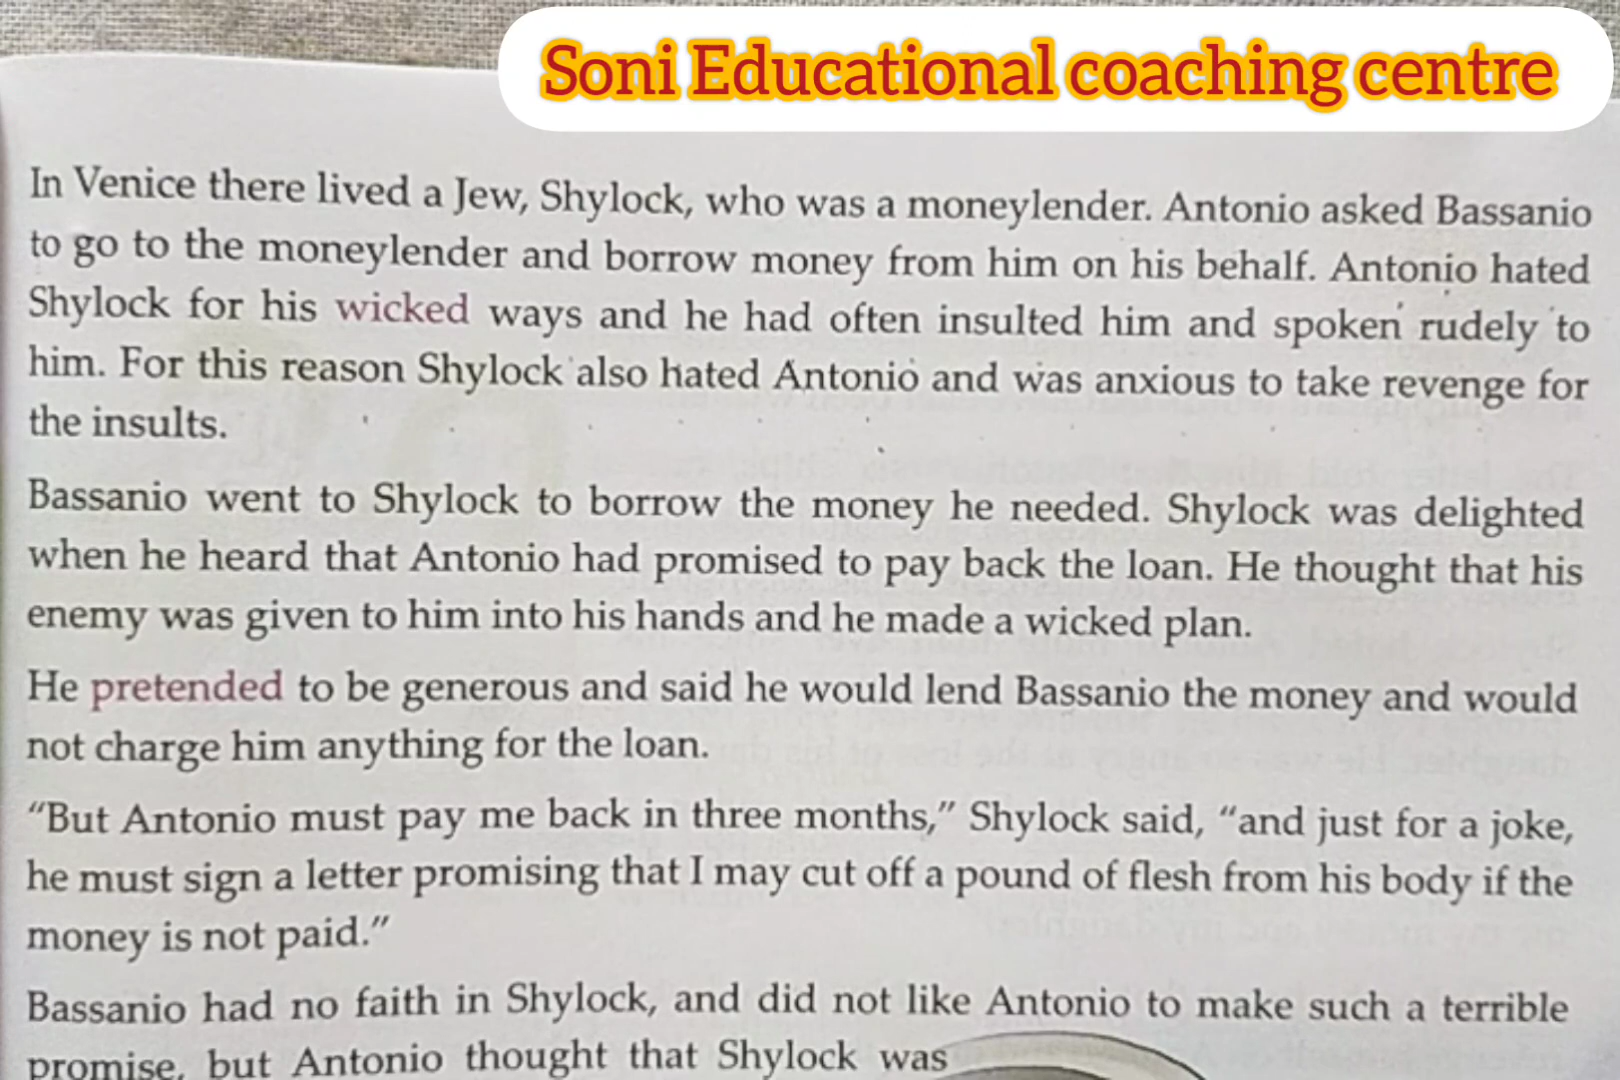 Soni Educational coaching centre
In Venice there lived a Jew, Shylock, who was a moneylender. Antonio asked Bassanio
to go to the moneylender and borrow money from him on his behalf. Antonio hated
Shylock for his wicked ways and he had often insulted him and spoken rudely to
him. For this reason Shylock also hated Antonio and was anxious to take revenge for
the insults.
Bassanio went to Shylock to borrow the money he needed. Shylock was delighted
when he heard that Antonio had promised to pay back the loan. He thought that his
enemy was given to him into his hands and he made a wicked plan.
He pretended to be generous and said he would lend Bassanio the money and would
not charge him anything for the loan.
“But Antonio must pay me back in three months,” Shylock said, “and just for a joke,
he must sign a letter promising that I may cut off a pound of flesh from his body if the
money is not paid.”
Bassanio had no faith in Shylock, and did not like Antonio to make such a terrible
promise, but Antonio thought that Shylock was